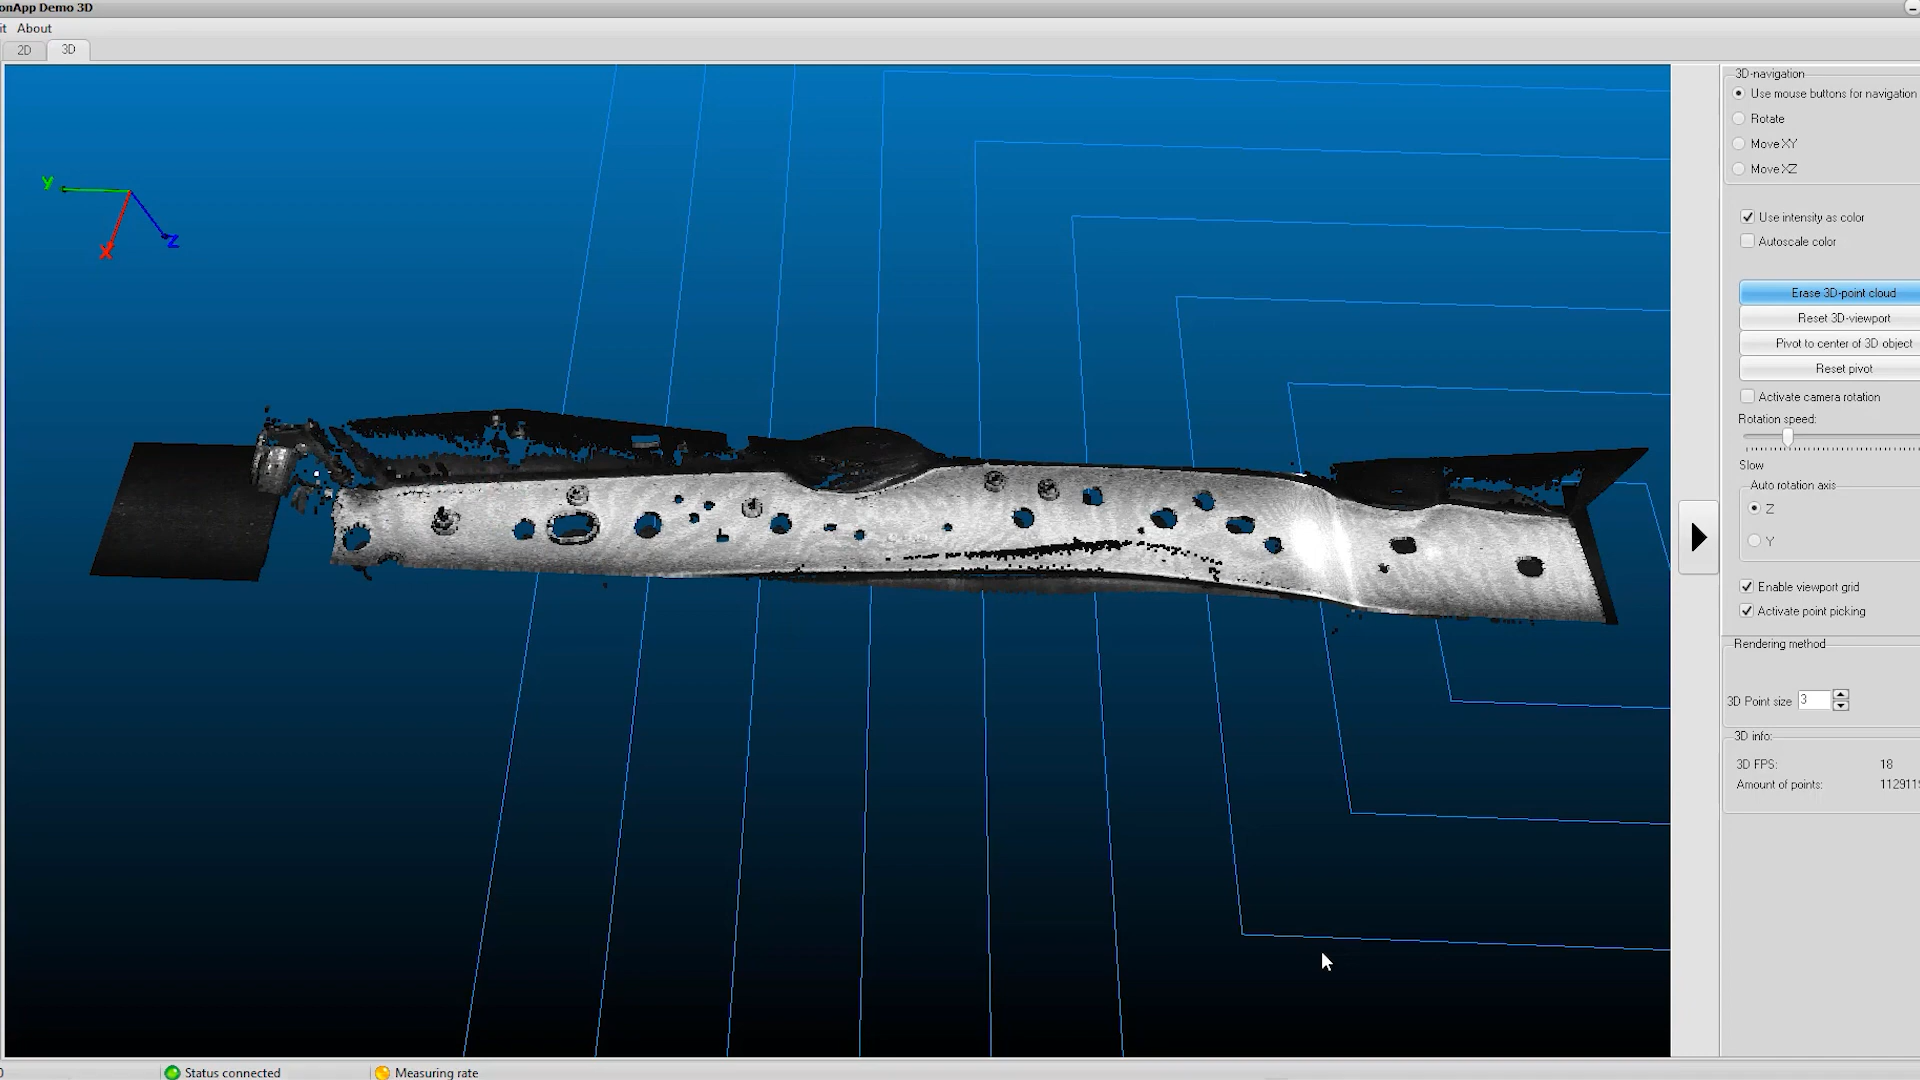 onApp Demo 3D
it About
2D 3D
3D-navigation
Use mouse buttons for navigation
Rotate
Move XY
Move XZ
Y
X
Z
Use intensity as color
Autoscale color
Erase 3D-point cloud
Reset 3D-viewport
Pivot to center of 3D object
Reset pivot
Activate camera rotation
Rotation speed:
Slow
Auto rotation axis
Z
Y
Enable viewport grid
Activate point picking
Rendering method
3D Point size 3
3D info:
3D FPS: 18
Amount of points: 112911
0 Status connected Measuring rate